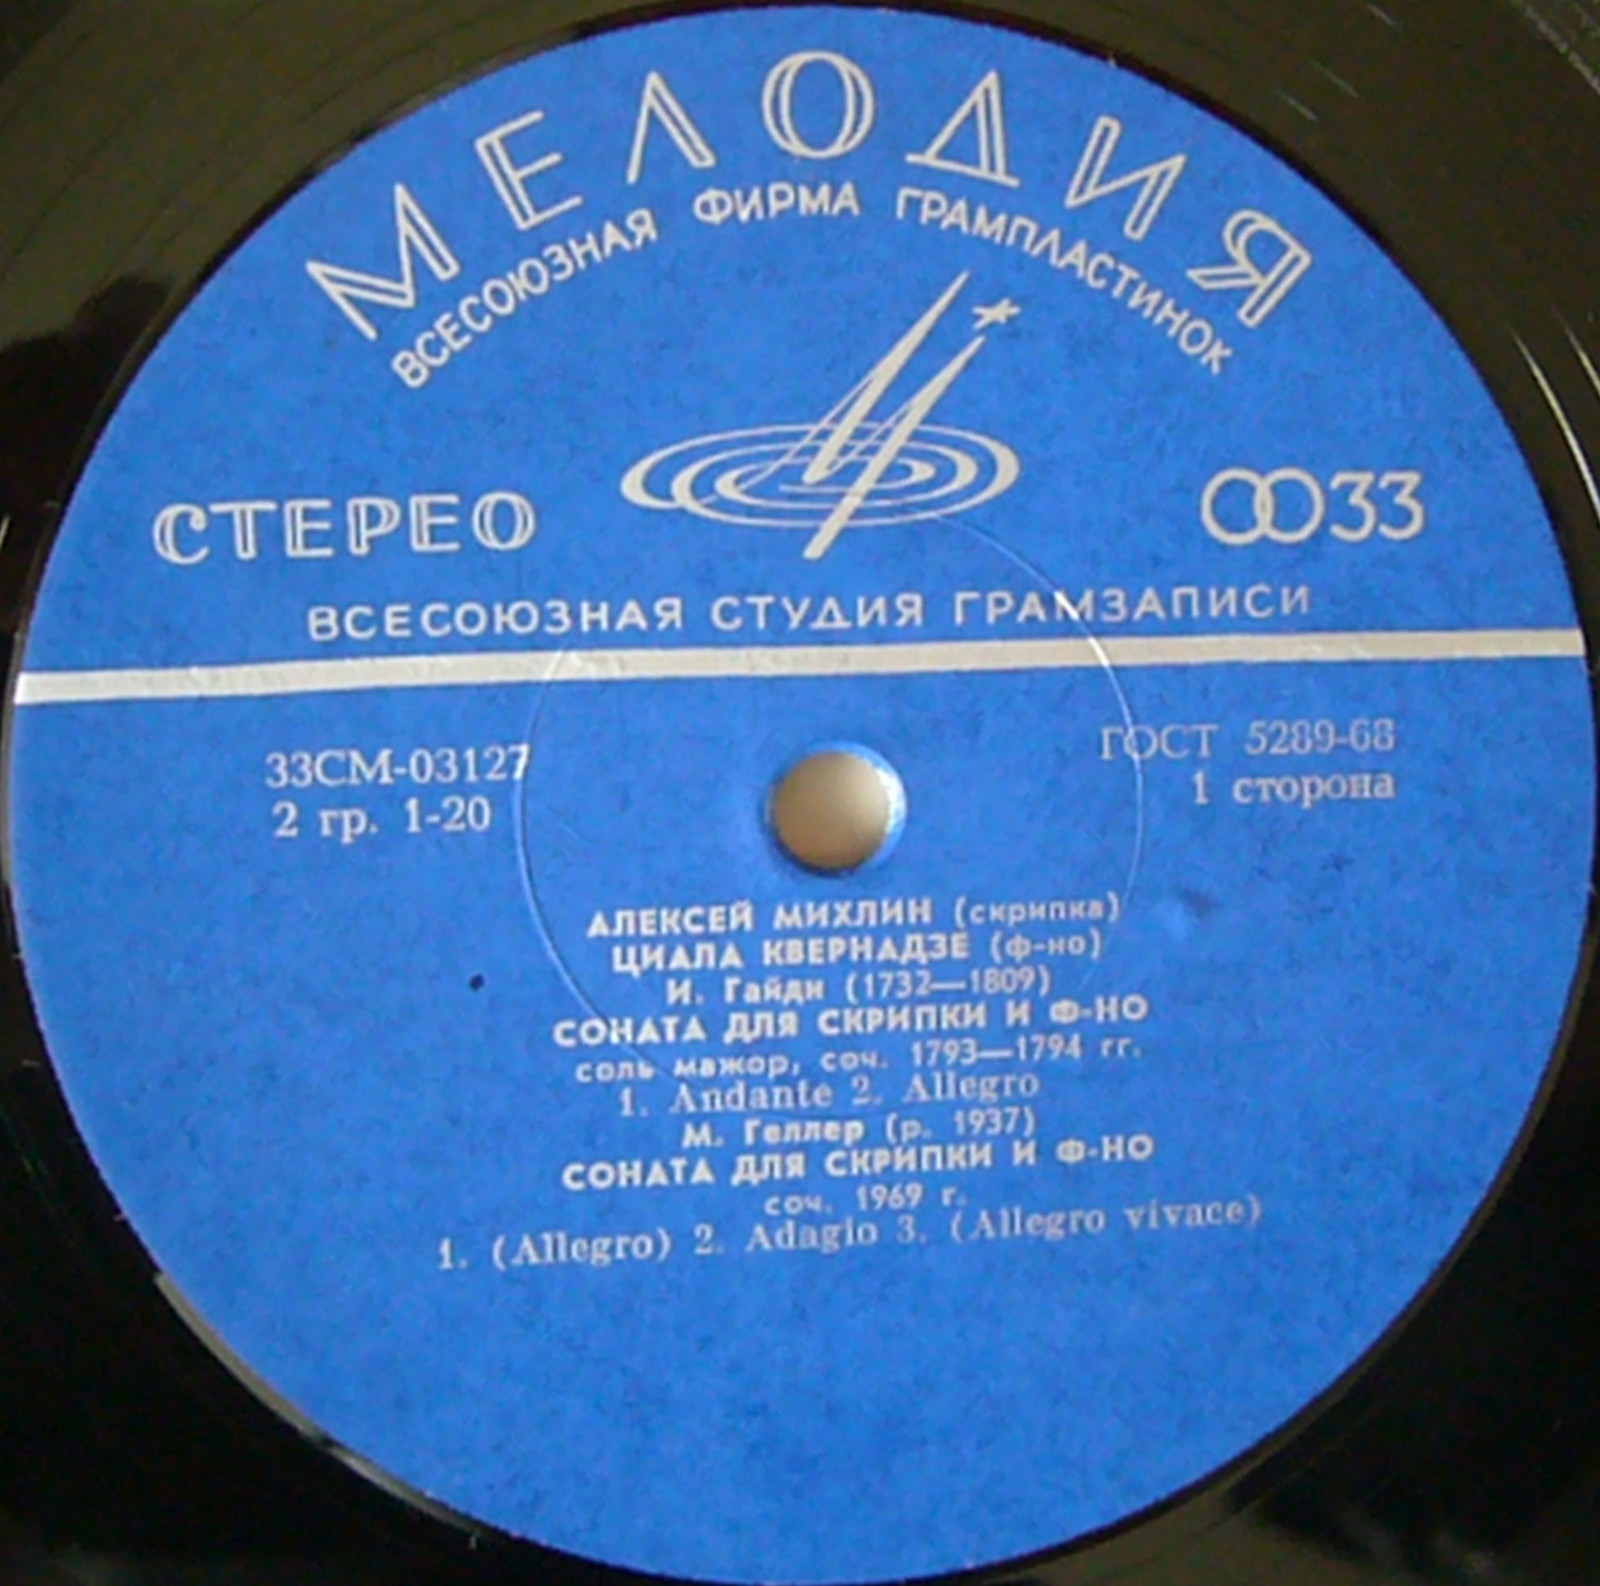 МЕЛОДИЯ
ВСЕСОЮЗНАЯ ФИРМА ГРАМПЛАСТИНОК
СТЕРЕО
33
ВСЕСОЮЗНАЯ СТУДИЯ ГРАМЗАПИСИ
33СМ-03127
2 гр. 1-20
ГОСТ 5289-68
1 сторона
АЛЕКСЕЙ МИХЛИН (скрипка)
ЦИАЛА КВЕРНАДЗЕ (ф-но)
И. Гайдн (1732—1809)
СОНАТА ДЛЯ СКРИПКИ И Ф-НО
соль мажор, соч. 1793—1794 гг.
1. Andante 2. Allegro
М. Геллер (р. 1937)
СОНАТА ДЛЯ СКРИПКИ И Ф-НО
соч. 1969 г.
1. (Allegro) 2. Adagio 3. (Allegro vivace)